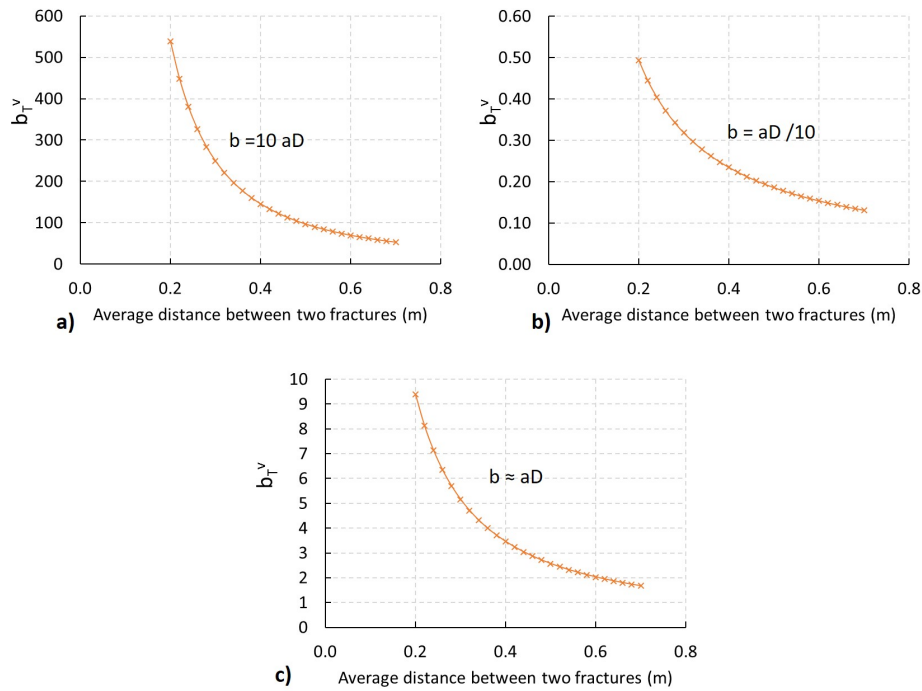 600
500
400
300
200
100
0
b_T^v
b =10 aD
0.0 0.2 0.4 0.6 0.8
Average distance between two fractures (m)
a)
0.60
0.50
0.40
0.30
0.20
0.10
0.00
b_T^v
b = aD /10
0.0 0.2 0.4 0.6 0.8
Average distance between two fractures (m)
b)
10
9
8
7
6
5
4
3
2
1
0
b_T^v
b ≈ aD
0.0 0.2 0.4 0.6 0.8
Average distance between two fractures (m)
c)